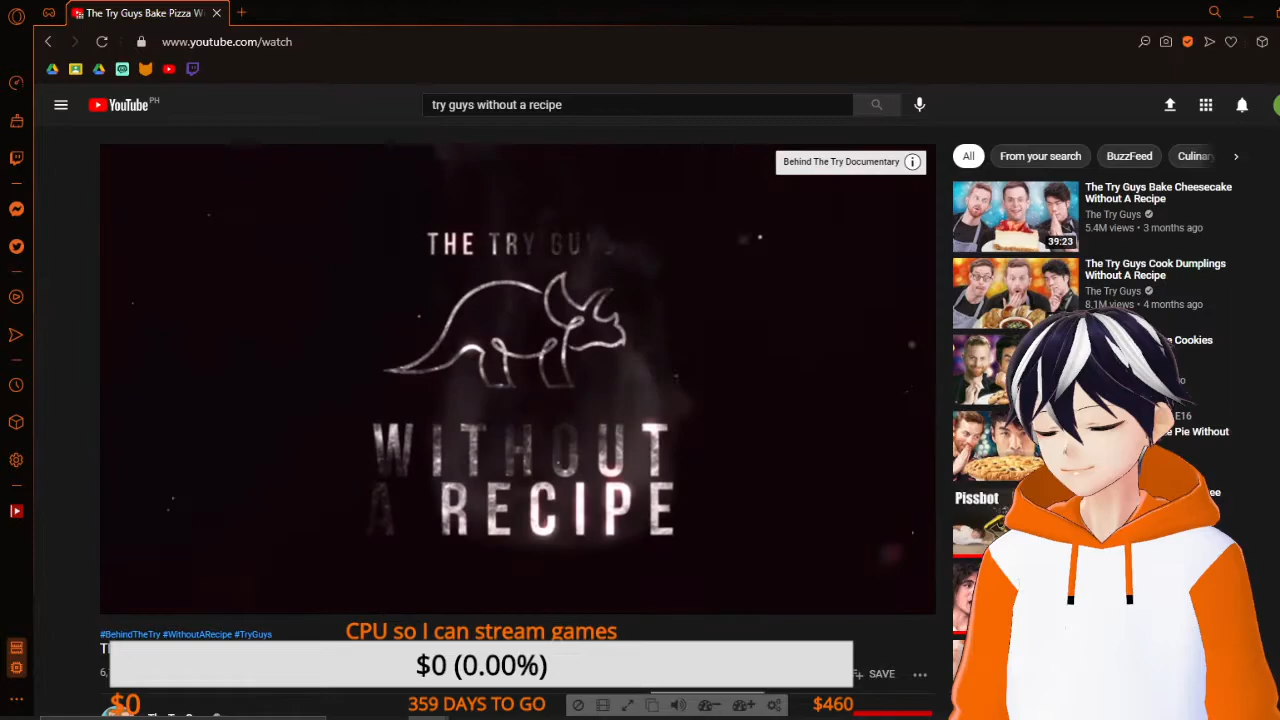 The Try Guys Bake Pizza Wi
www.youtube.com/watch
YouTube PH
try guys without a recipe
Behind The Try Documentary
THE TRY GUYS
WITHOUT
A RECIPE
All
From your search
BuzzFeed
Culinary
The Try Guys Bake Cheesecake
Without A Recipe
The Try Guys
5.4M views • 3 months ago
39:23
The Try Guys Cook Dumplings
Without A Recipe
The Try Guys
8.1M views • 4 months ago
Cookies
E16
Pie Without
Pissbot
#BehindTheTry #WithoutARecipe #TryGuys
CPU so I can stream games
$0 (0.00%)
SAVE
$0
359 DAYS TO GO
$460